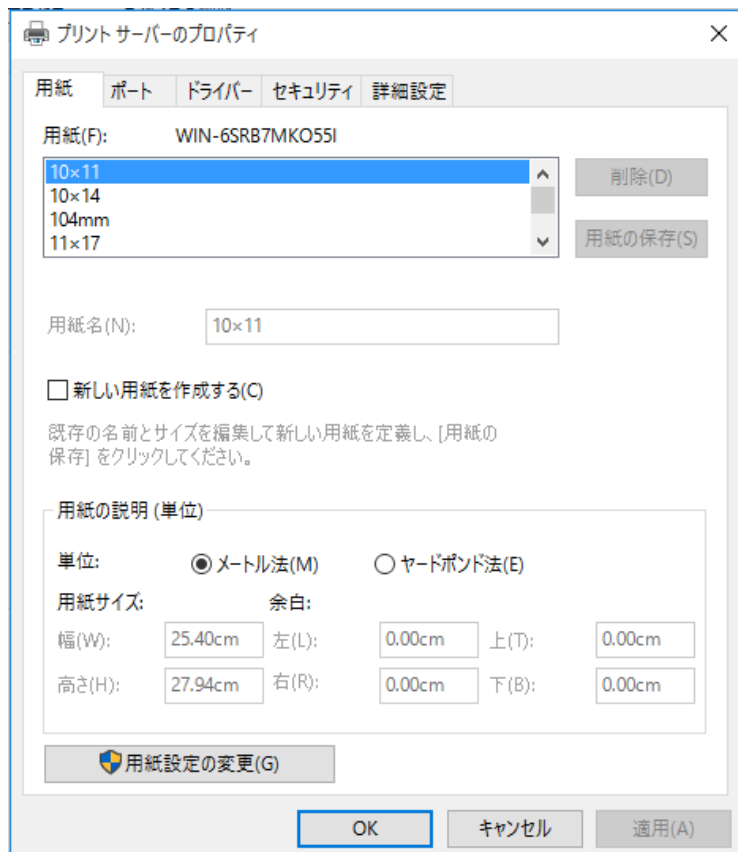 プリント サーバーのプロパティ
用紙 ポート ドライバー セキュリティ 詳細設定
用紙(F): WIN-6SRB7MKO55I
10×11
10×14
104mm
11×17
削除(D)
用紙の保存(S)
用紙名(N): 10×11
新しい用紙を作成する(C)
既存の名前とサイズを編集して新しい用紙を定義し、[用紙の
保存] をクリックしてください。
用紙の説明 (単位)
単位: メートル法(M) ヤードポンド法(E)
用紙サイズ: 余白:
幅(W): 25.40cm 左(L): 0.00cm 上(T): 0.00cm
高さ(H): 27.94cm 右(R): 0.00cm 下(B): 0.00cm
用紙設定の変更(G)
OK キャンセル 適用(A)